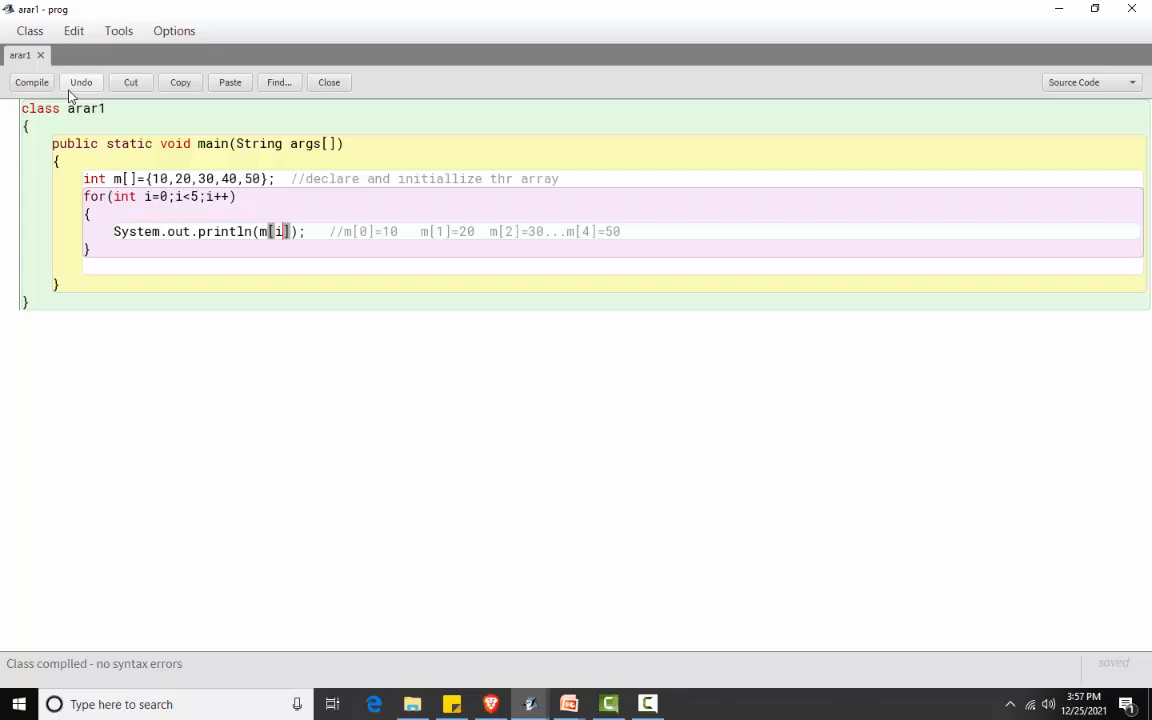 arar1 - prog
Class Edit Tools Options
arar1
Compile Undo Cut Copy Paste Find... Close Source Code
class arar1
{
public static void main(String args[])
{
int m[]={10,20,30,40,50}; //declare and initiallize thr array
for(int i=0;i<5;i++)
{
System.out.println(m[i]); //m[0]=10 m[1]=20 m[2]=30...m[4]=50
}
}
}
Class compiled - no syntax errors
saved
Type here to search
3:57 PM
12/25/2021
1